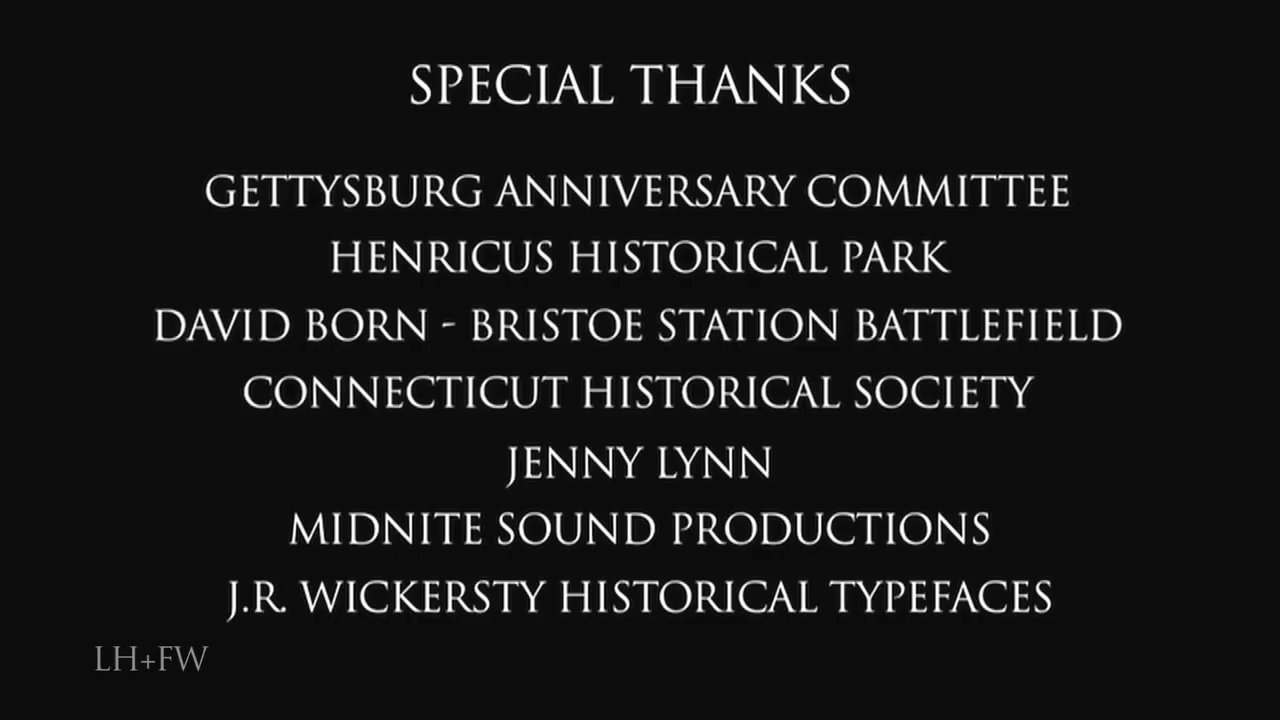 SPECIAL THANKS
GETTYSBURG ANNIVERSARY COMMITTEE
HENRICUS HISTORICAL PARK
DAVID BORN - BRISTOE STATION BATTLEFIELD
CONNECTICUT HISTORICAL SOCIETY
JENNY LYNN
MIDNITE SOUND PRODUCTIONS
J.R. WICKERSTY HISTORICAL TYPEFACES
LH+FW